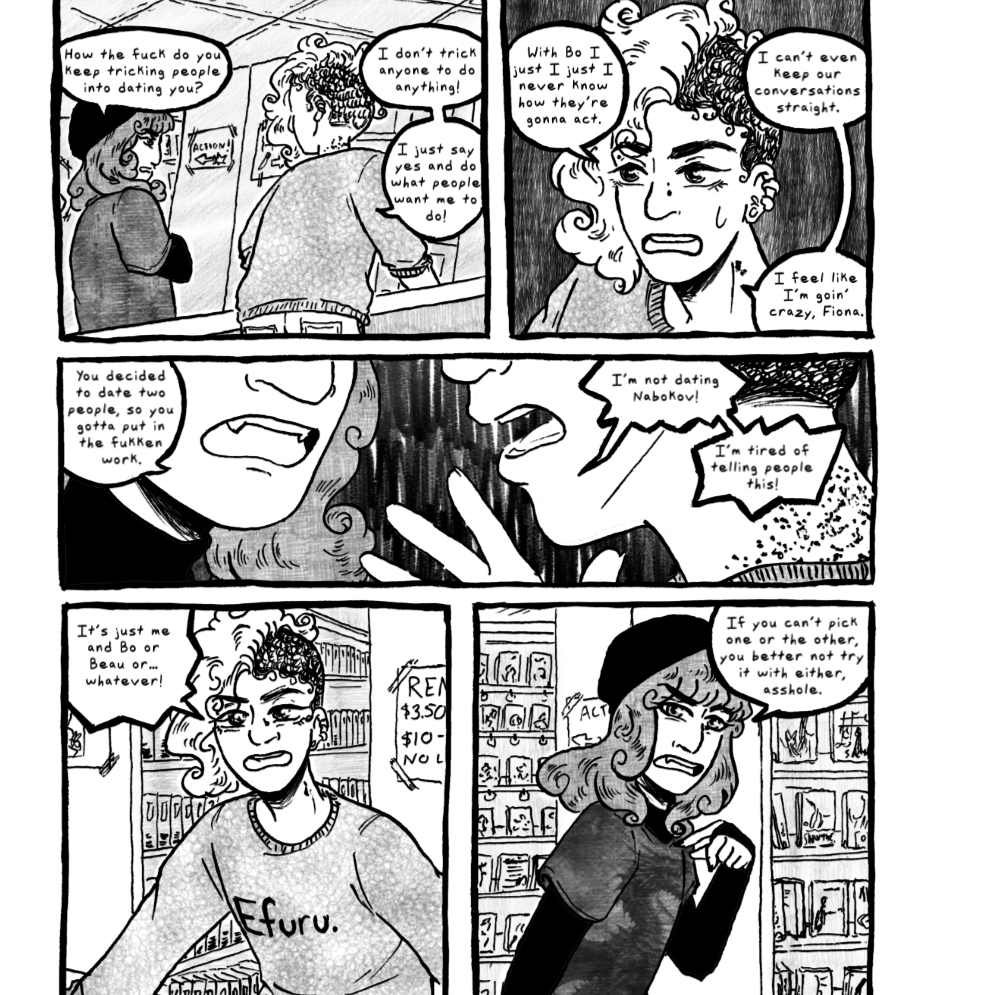 How the fuck do you
keep tricking people
into dating you?
I don't trick
anyone to do
anything!
I just say
yes and do
what people
want me to
do!
ACTION!
With Bo I
just I just I
never know
how they're
gonna act.
I can't even
keep our
conversations
straight.
I feel like
I'm goin'
crazy, Fiona.
You decided
to date two
people, so you
gotta put in
the fukken
work.
I'm not dating
Nabokov!
I'm tired of
telling people
this!
It's just me
and Bo or
Beau or...
whatever!
REN
$3.50
$10-
NO L
Efuru.
If you can't pick
one or the other,
you better not try
it with either,
asshole.
ACT